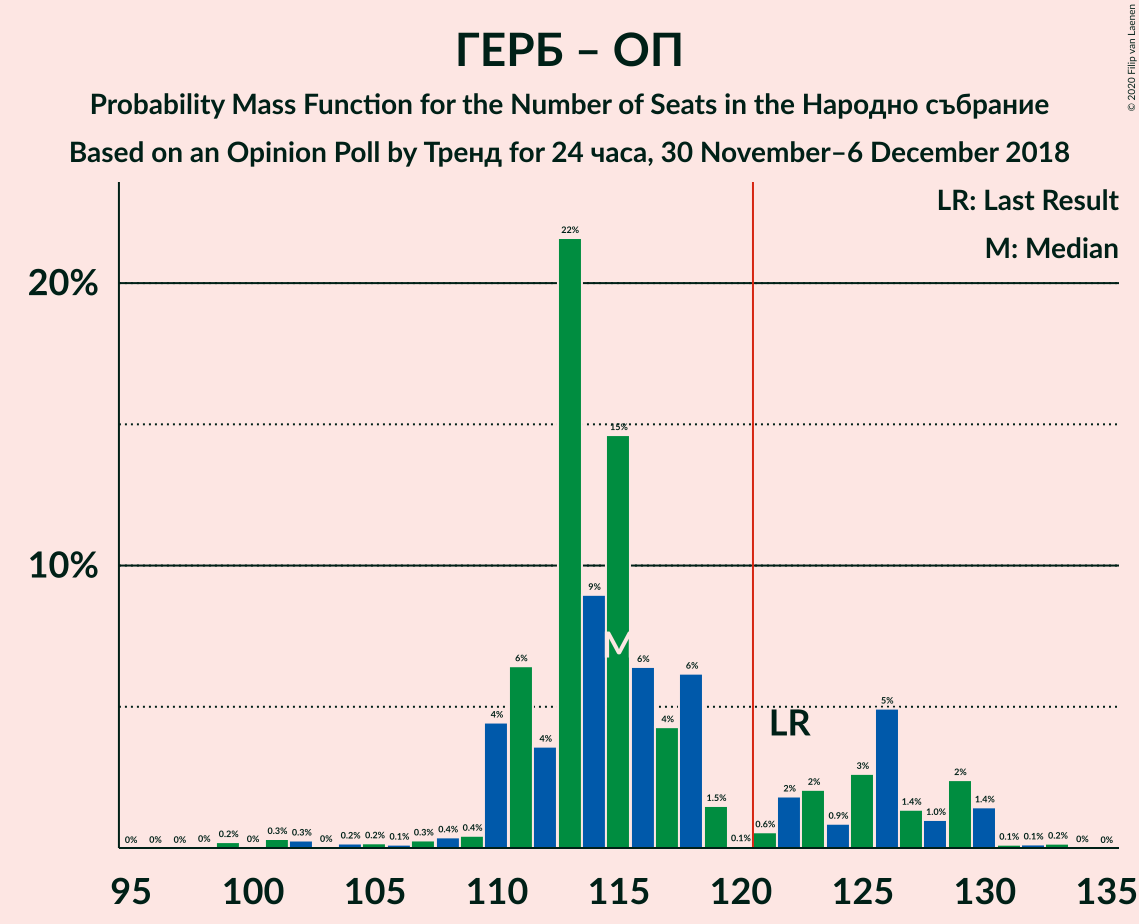 © 2020 Filip van Laenen
ГЕРБ – ОП
Probability Mass Function for the Number of Seats in the Народно събрание
Based on an Opinion Poll by Тренд for 24 часа, 30 November–6 December 2018
LR: Last Result
M: Median
20%
10%
0% 0% 0% 0% 0.2% 0% 0.3% 0.3% 0% 0.2% 0.2% 0.1% 0.3% 0.4% 0.4% 4% 6% 4% 22% 9% 15% 6% 4% 6% 1.5% 0.1% 0.6% 2% 2% 0.9% 3% 5% 1.4% 1.0% 2% 1.4% 0.1% 0.1% 0.2% 0% 0%
M
LR
95 100 105 110 115 120 125 130 135